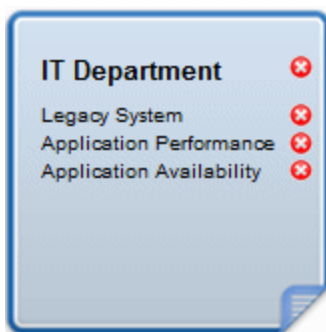 IT Department
Legacy System
Application Performance
Application Availability